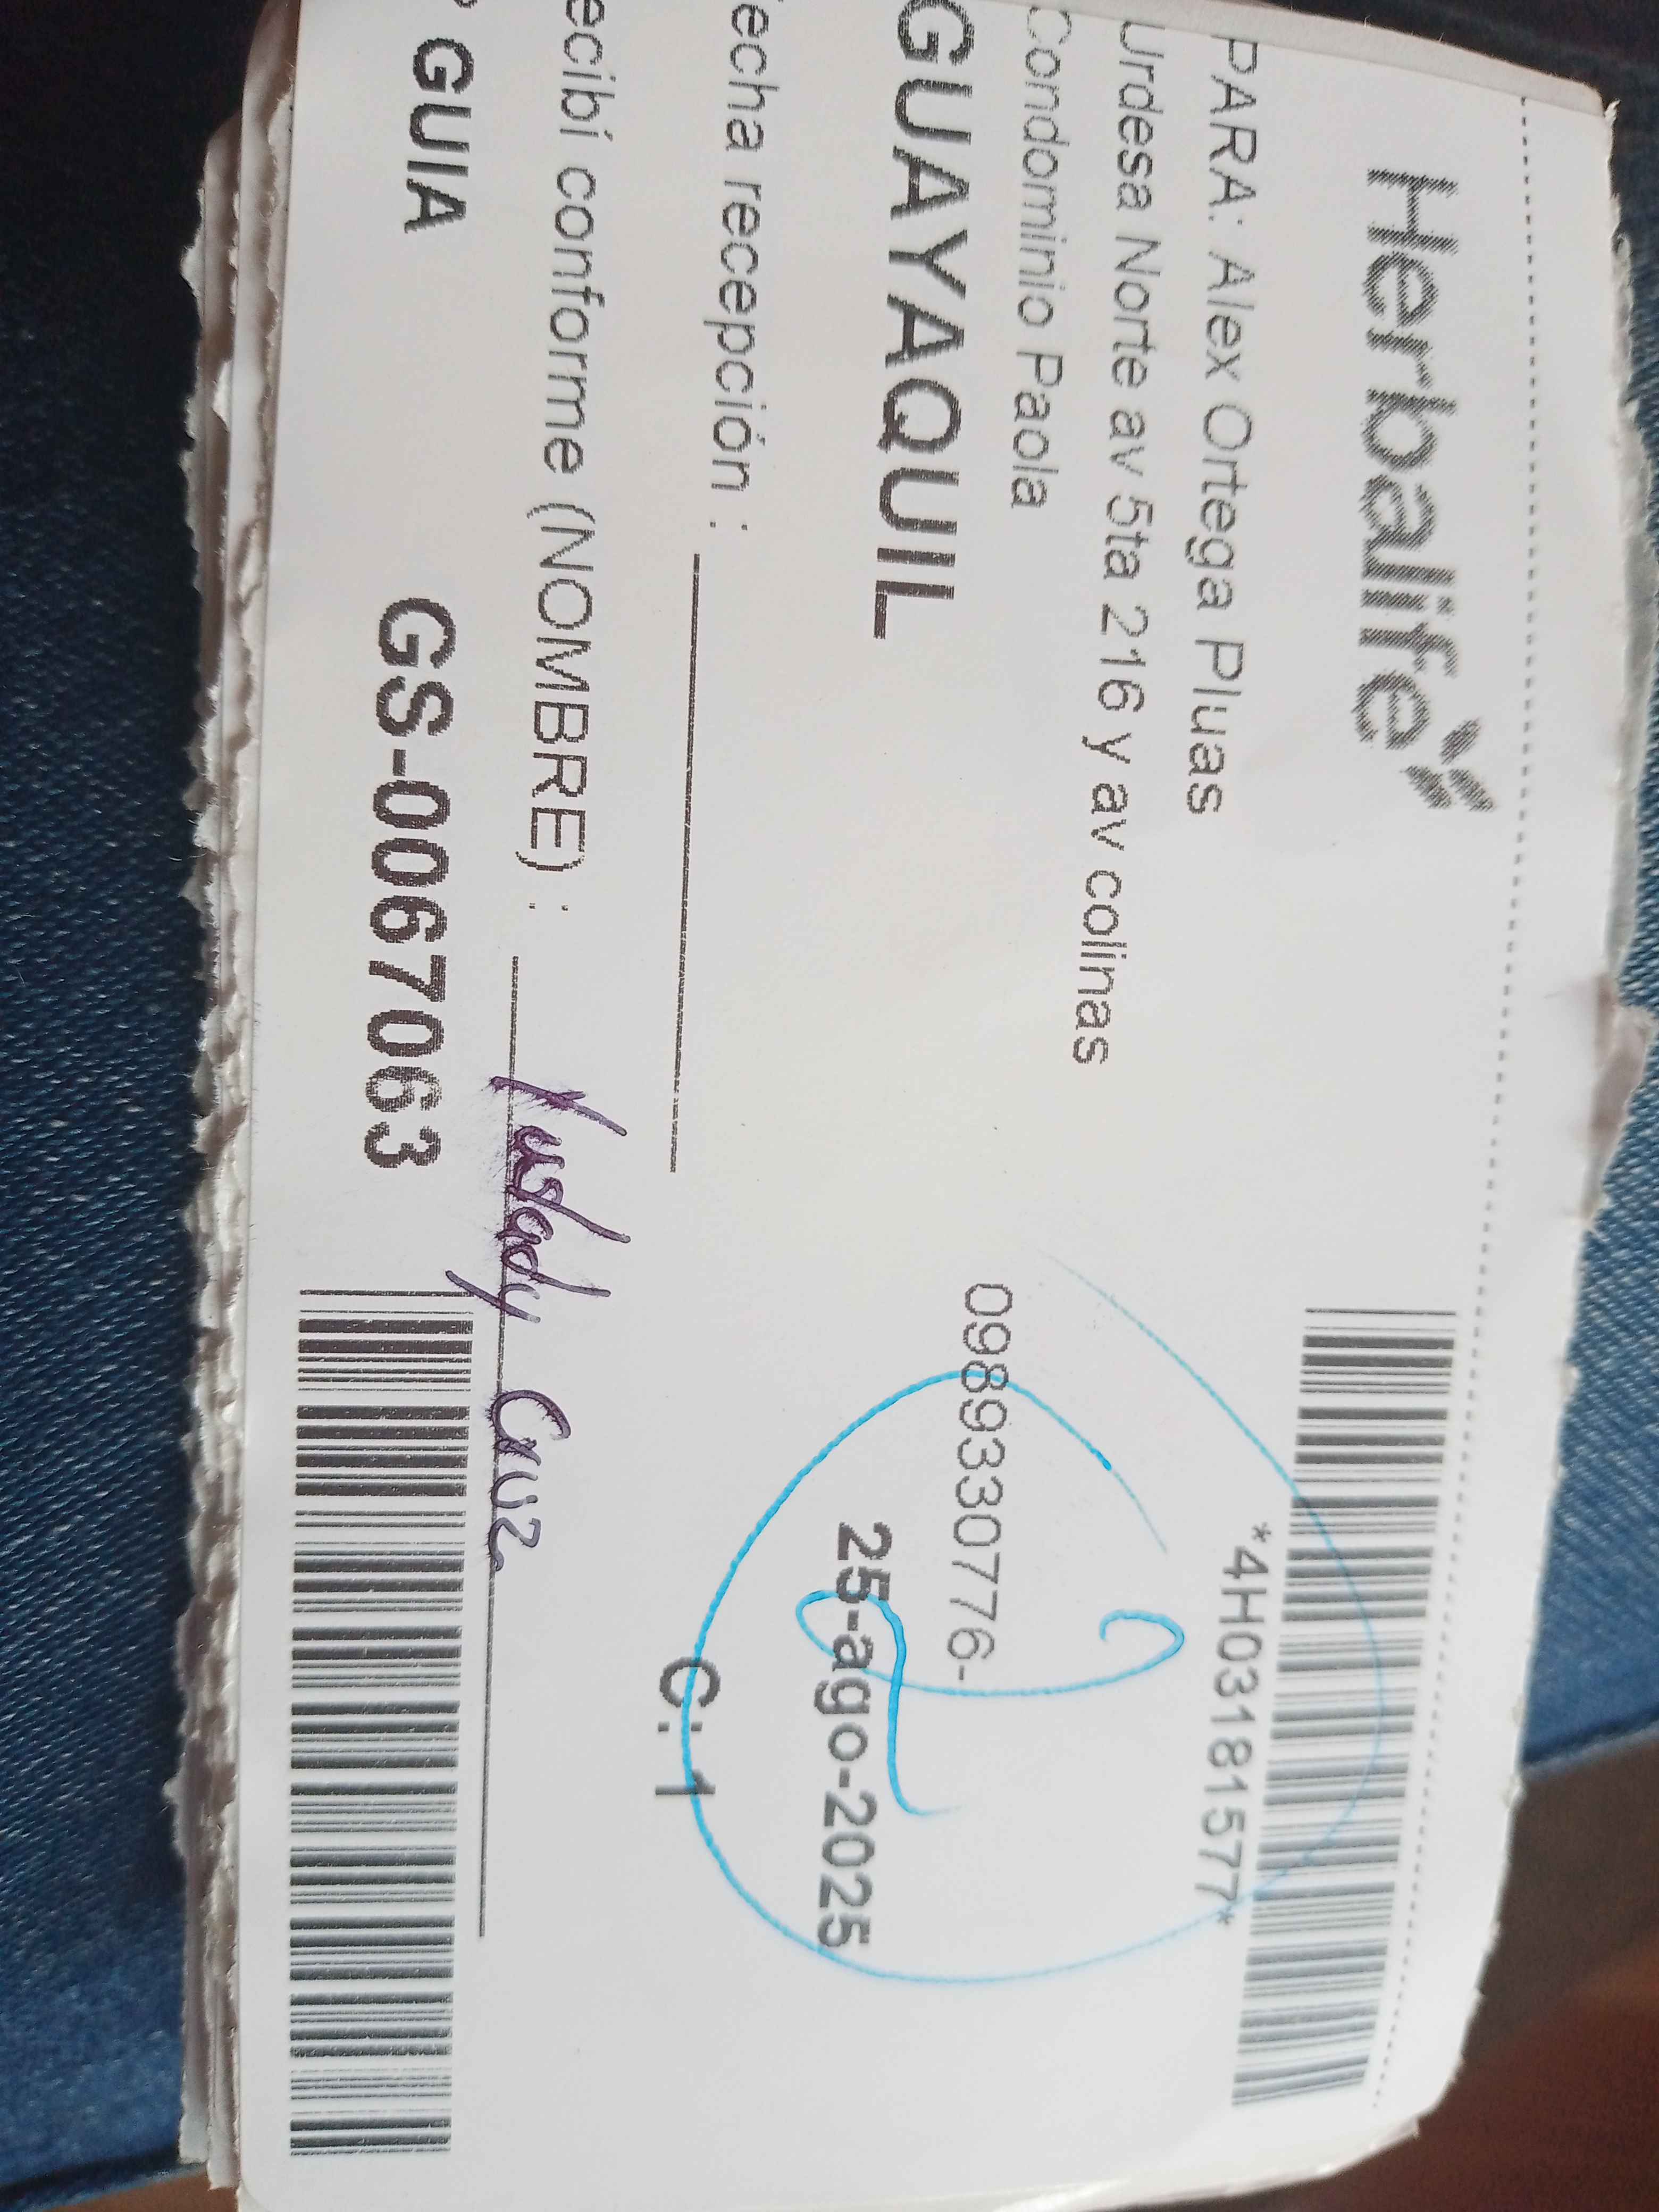 Herbalife
*4H03181577*
PARA: Alex Ortega Pluas
Urdesa Norte av 5ta 216 y av colinas
Condominio Paola
0989330776-
GUAYAQUIL
25-ago-2025
echa recepción :
C: 1
ecibí conforme (NOMBRE) : Cruz
GUIA GS-0067063